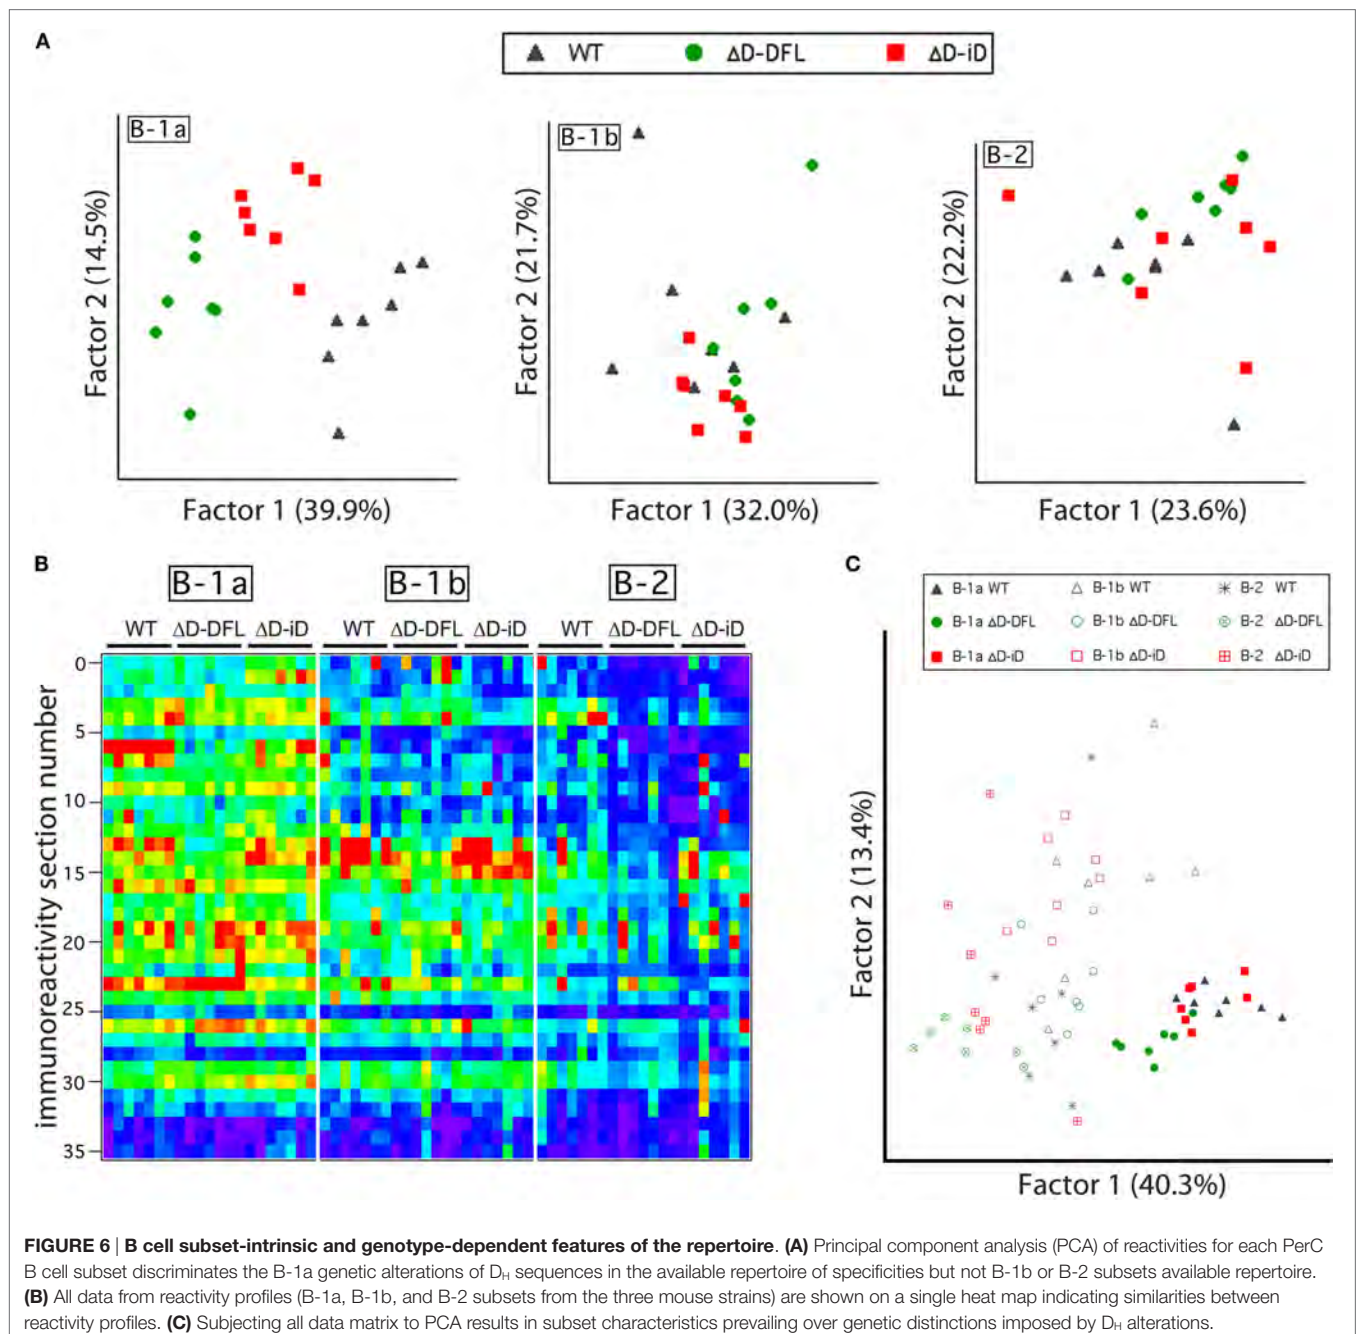 A
WT ΔD-DFL ΔD-iD
B-1a
Factor 2 (14.5%)
Factor 1 (39.9%)
B-1b
Factor 2 (21.7%)
Factor 1 (32.0%)
B-2
Factor 2 (22.2%)
Factor 1 (23.6%)
B
B-1a B-1b B-2
WT ΔD-DFL ΔD-iD WT ΔD-DFL ΔD-iD WT ΔD-DFL ΔD-iD
immunoreactivity section number
0
5
10
15
20
25
30
35
C
B-1a WT B-1b WT B-2 WT
B-1a ΔD-DFL B-1b ΔD-DFL B-2 ΔD-DFL
B-1a ΔD-iD B-1b ΔD-iD B-2 ΔD-iD
Factor 2 (13.4%)
Factor 1 (40.3%)
FIGURE 6 | B cell subset-intrinsic and genotype-dependent features of the repertoire. (A) Principal component analysis (PCA) of reactivities for each PerC
B cell subset discriminates the B-1a genetic alterations of DH sequences in the available repertoire of specificities but not B-1b or B-2 subsets available repertoire.
(B) All data from reactivity profiles (B-1a, B-1b, and B-2 subsets from the three mouse strains) are shown on a single heat map indicating similarities between
reactivity profiles. (C) Subjecting all data matrix to PCA results in subset characteristics prevailing over genetic distinctions imposed by DH alterations.